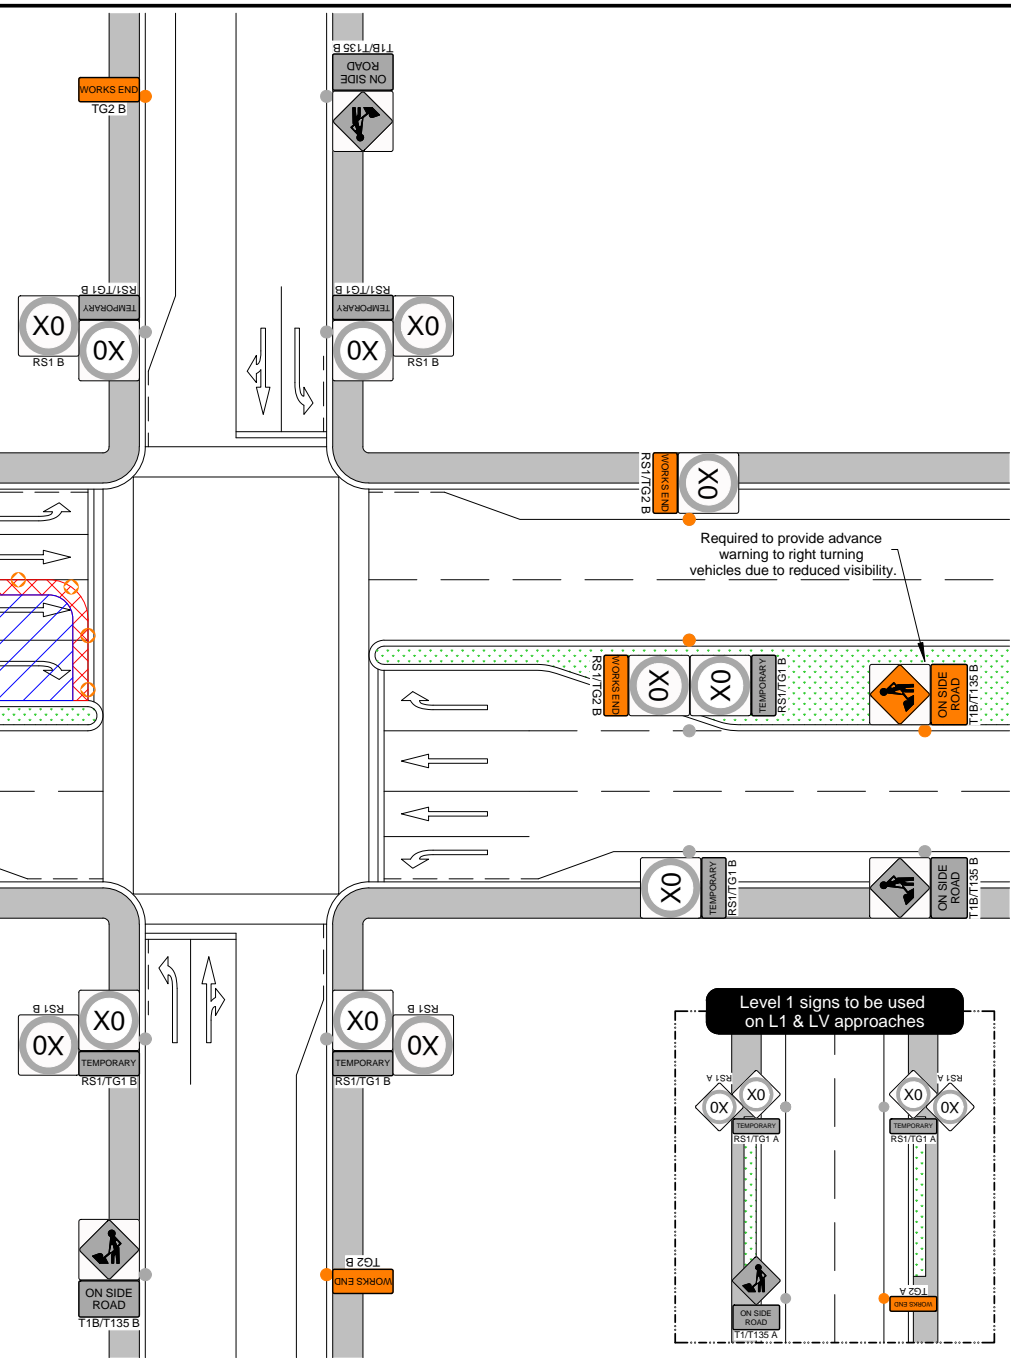 T1B/T135 B
ON SIDE
ROAD
WORKS END
TG2 B
RS1/TG1 B
TEMPORARY
X0
0X
RS1 B
RS1/TG1 B
TEMPORARY
0X
X0
RS1 B
RS1/TG2 B
WORKS END
X0
Required to provide advance
warning to right turning
vehicles due to reduced visibility.
RS1/TG2 B
WORKS END
X0
X0
TEMPORARY
RS1/TG1 B
ON SIDE
ROAD
T1B/T135 B
X0
TEMPORARY
RS1/TG1 B
ON SIDE
ROAD
T1B/T135 B
RS1 B
0X
X0
TEMPORARY
RS1/TG1 B
X0
TEMPORARY
RS1/TG1 B
RS1 B
0X
ON SIDE
ROAD
T1B/T135 B
TG2 B
WORKS END
Level 1 signs to be used
on L1 & LV approaches
RS1 A
0X
X0
TEMPORARY
RS1/TG1 A
RS1 A
X0
0X
TEMPORARY
RS1/TG1 A
ON SIDE
ROAD
T1/T135 A
TG2 A
WORKS END